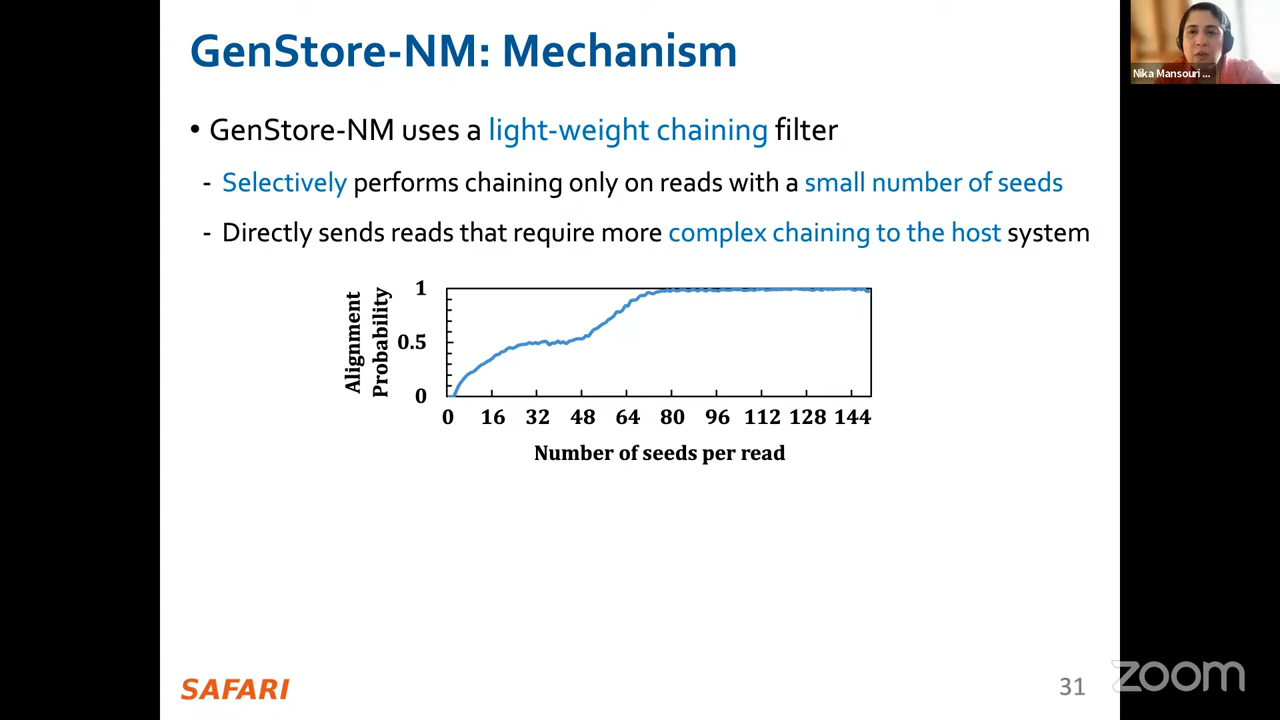 GenStore-NM: Mechanism
Nika Mansouri ...
• GenStore-NM uses a light-weight chaining filter
- Selectively performs chaining only on reads with a small number of seeds
- Directly sends reads that require more complex chaining to the host system
Alignment
Probability
1
0.5
0
0 16 32 48 64 80 96 112 128 144
Number of seeds per read
SAFARI
31
zoom